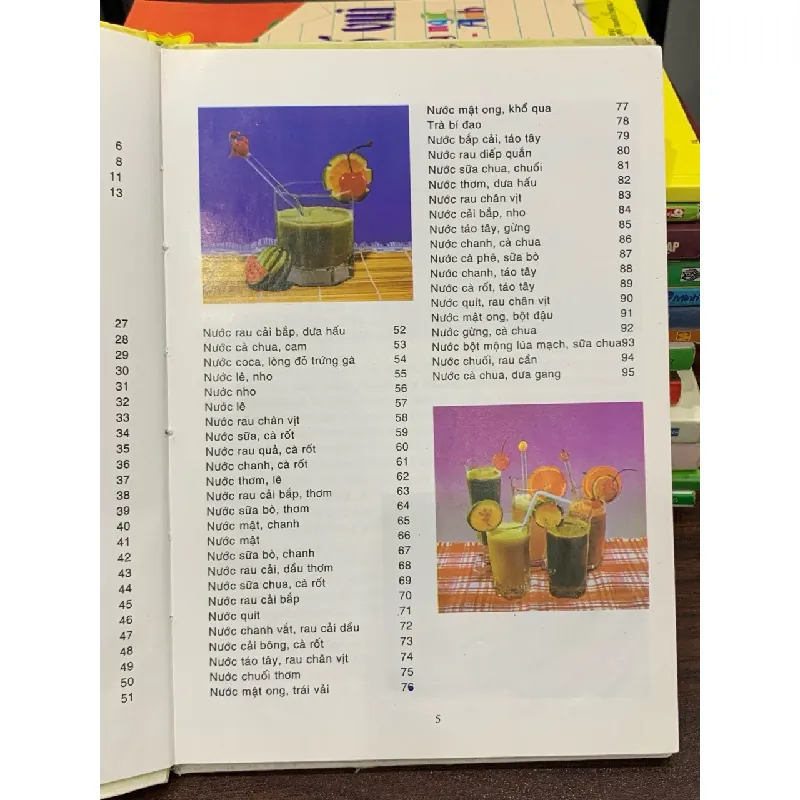 6
8
11
13
27
28
29
30
31
32
33
34
35
36
37
38
39
40
41
42
43
44
45
46
47
48
49
50
51
Nước rau cải bắp, dưa hấu 52
Nước cà chua, cam 53
Nước coca, lòng đỏ trứng gà 54
Nước lê, nho 55
Nước nho 56
Nước lê 57
Nước rau chân vịt 58
Nước sữa, cà rốt 59
Nước rau quả, cà rốt 60
Nước chanh, cà rốt 61
Nước thơm, lê 62
Nước rau cải bắp, thơm 63
Nước sữa bò, thơm 64
Nước mật, chanh 65
Nước mật 66
Nước sữa bò, chanh 67
Nước rau cải, dầu thơm 68
Nước sữa chua, cà rốt 69
Nước rau cải bắp 70
Nước quít 71
Nước chanh vắt, rau cải dầu 72
Nước cải bông, cà rốt 73
Nước táo tây, rau chân vịt 74
Nước chuối thơm 75
Nước mật ong, trái vải 76
Nước mật ong, khổ qua 77
Trà bí đao 78
Nước bắp cải, táo tây 79
Nước rau diếp quắn 80
Nước sữa chua, chuối 81
Nước thơm, dưa hấu 82
Nước rau chân vịt 83
Nước cải bắp, nho 84
Nước táo tây, gừng 85
Nước chanh, cà chua 86
Nước cà phê, sữa bò 87
Nước chanh, táo tây 88
Nước cà rốt, táo tây 89
Nước quít, rau chân vịt 90
Nước mật ong, bột đậu 91
Nước gừng, cà chua 92
Nước bột mộng lúa mạch, sữa chua93
Nước chuối, rau cần 94
Nước cà chua, dưa gang 95
5